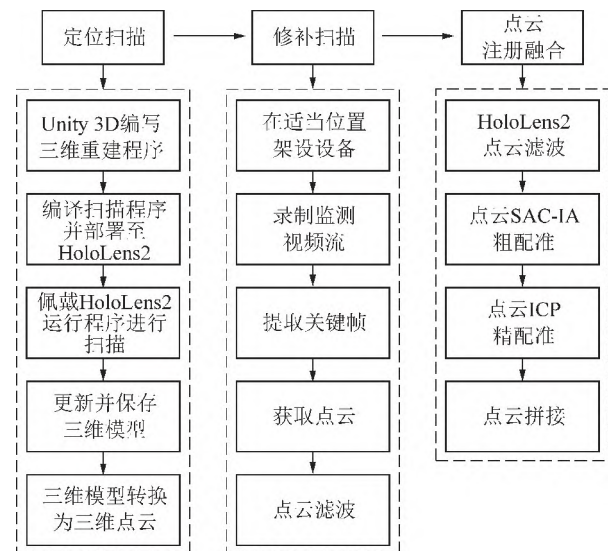 定位扫描
修补扫描
点云
注册融合
Unity 3D编写
三维重建程序
编译扫描程序
并部署至
HoloLens2
佩戴HoloLens2
运行程序进行
扫描
更新并保存
三维模型
三维模型转换
为三维点云
在适当位置
架设设备
录制监测
视频流
提取关键帧
获取点云
点云滤波
HoloLens2
点云滤波
点云SAC-IA
粗配准
点云ICP
精配准
点云拼接